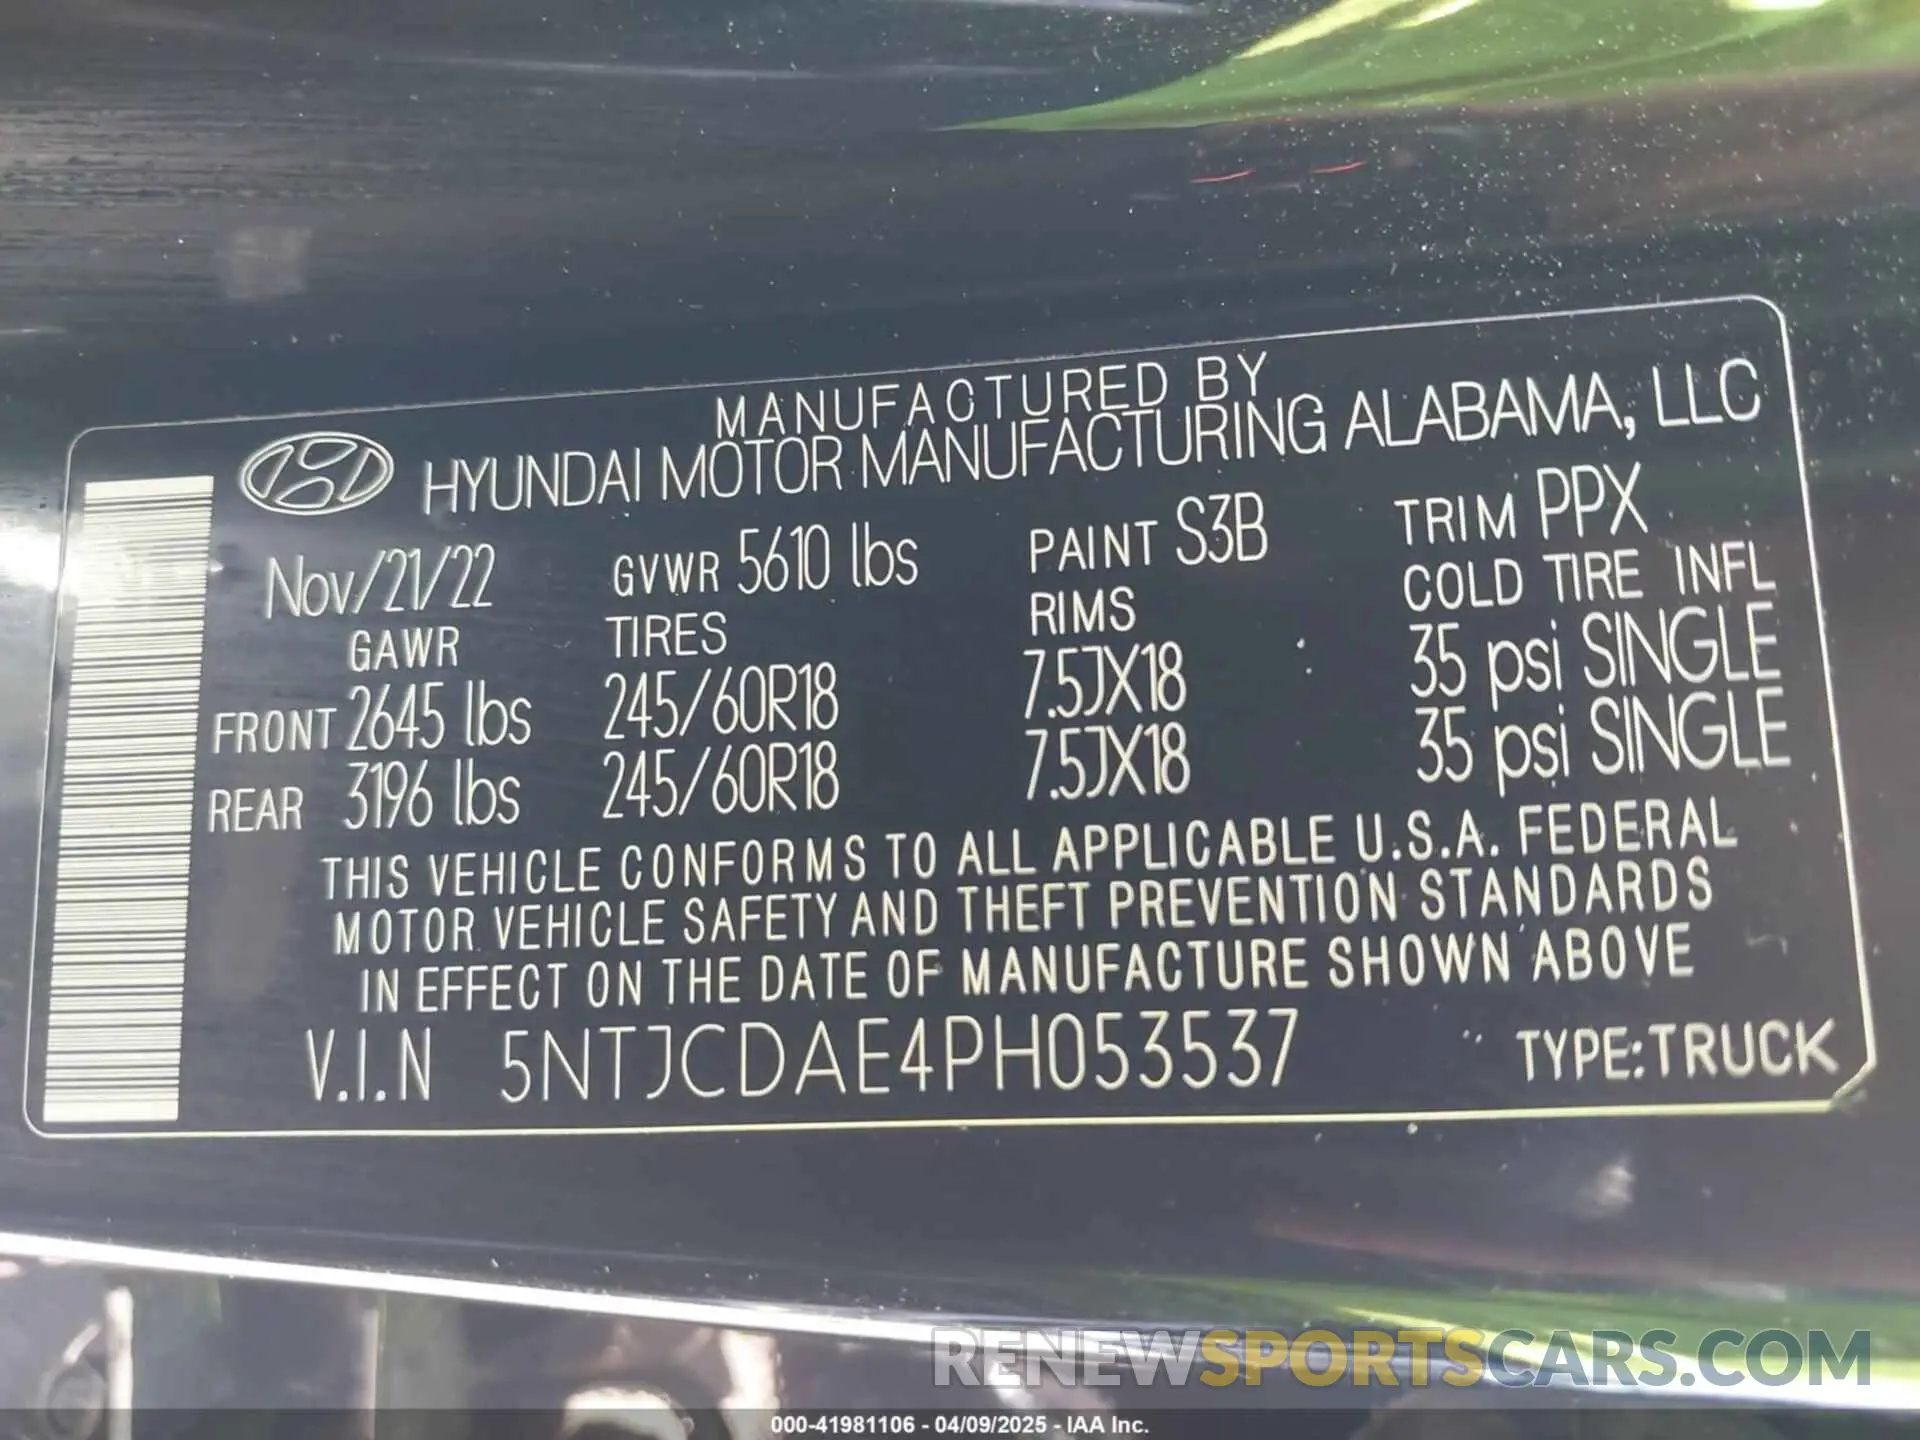 MANUFACTURED BY
HYUNDAI MOTOR MANUFACTURING ALABAMA, LLC
Nov/21/22 GVWR 5610 lbs PAINT S3B TRIM PPX
GAWR TIRES RIMS COLD TIRE INFL
FRONT 2645 lbs 245/60R18 7.5JX18 35 psi SINGLE
REAR 3196 lbs 245/60R18 7.5JX18 35 psi SINGLE
THIS VEHICLE CONFORMS TO ALL APPLICABLE U.S.A. FEDERAL
MOTOR VEHICLE SAFETY AND THEFT PREVENTION STANDARDS
IN EFFECT ON THE DATE OF MANUFACTURE SHOWN ABOVE
V.I.N 5NTJCDAE4PH053537 TYPE:TRUCK
RENEWSPORTSCARS.COM
000-41981106 - 04/09/2025 - IAA Inc.